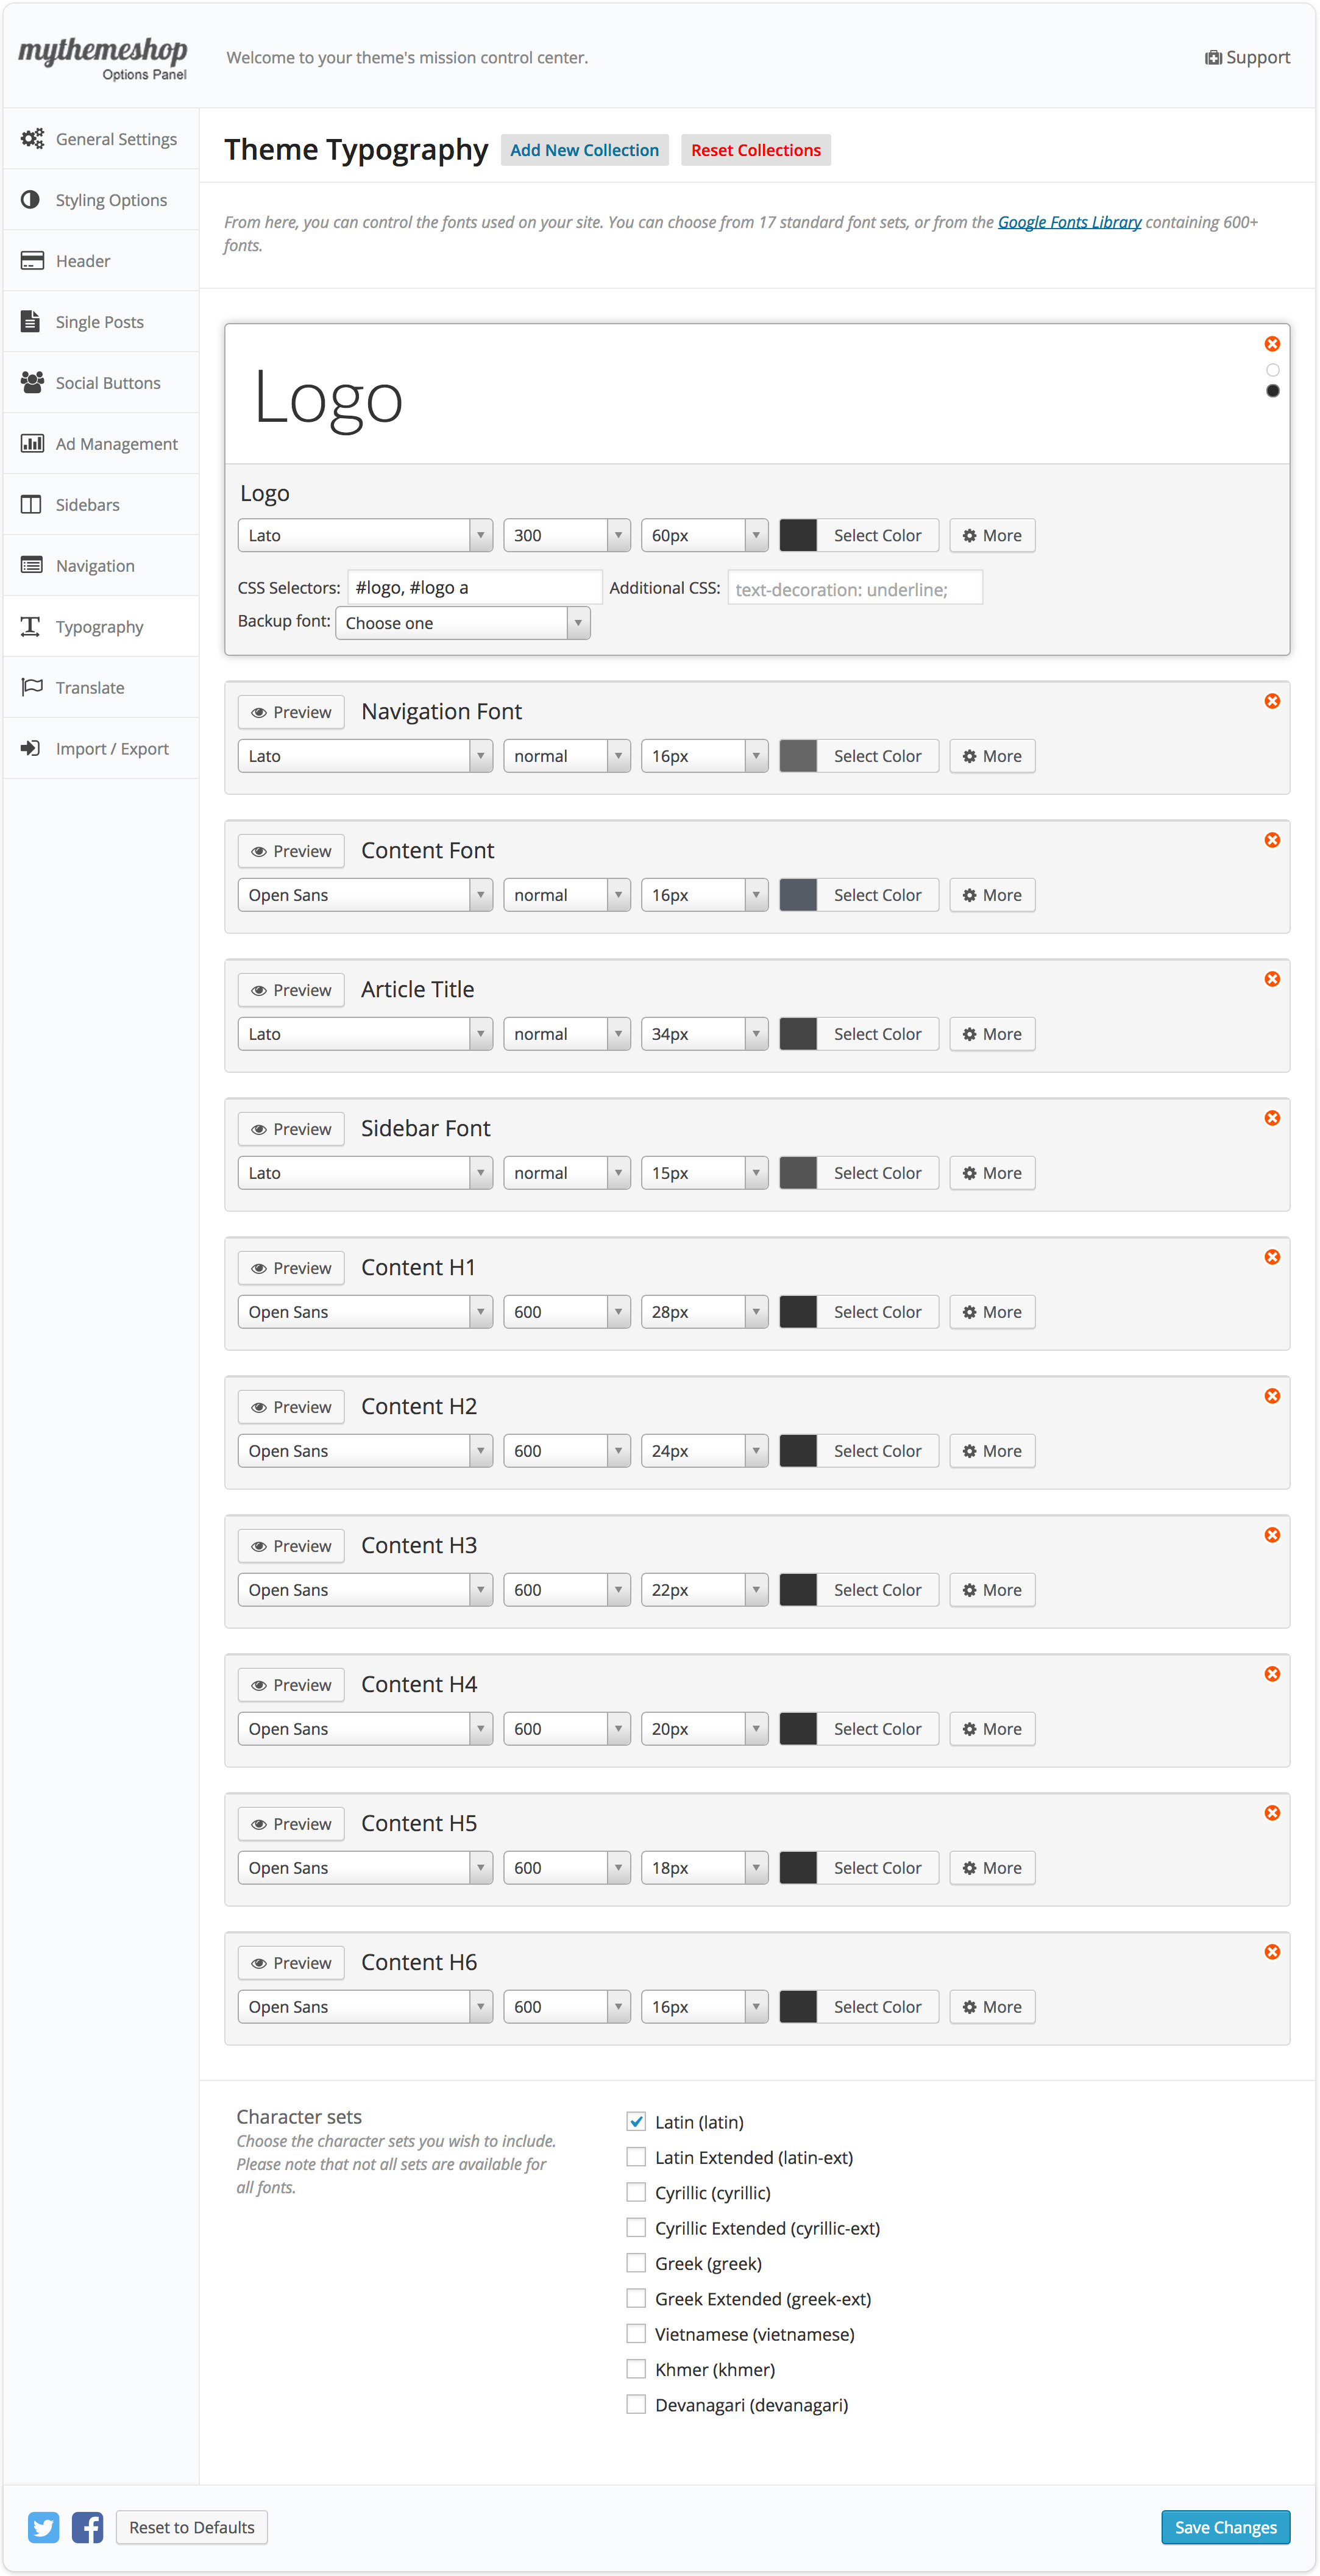 mythemeshop
Options Panel
Welcome to your theme's mission control center.
Support
General Settings
Styling Options
Header
Single Posts
Social Buttons
Ad Management
Sidebars
Navigation
Typography
Translate
Import / Export
Theme Typography Add New Collection Reset Collections
From here, you can control the fonts used on your site. You can choose from 17 standard font sets, or from the Google Fonts Library containing 600+
fonts.
Logo
Logo
Lato 300 60px Select Color More
CSS Selectors: #logo, #logo a Additional CSS: text-decoration: underline;
Backup font: Choose one
Preview Navigation Font
Lato normal 16px Select Color More
Preview Content Font
Open Sans normal 16px Select Color More
Preview Article Title
Lato normal 34px Select Color More
Preview Sidebar Font
Lato normal 15px Select Color More
Preview Content H1
Open Sans 600 28px Select Color More
Preview Content H2
Open Sans 600 24px Select Color More
Preview Content H3
Open Sans 600 22px Select Color More
Preview Content H4
Open Sans 600 20px Select Color More
Preview Content H5
Open Sans 600 18px Select Color More
Preview Content H6
Open Sans 600 16px Select Color More
Character sets
Choose the character sets you wish to include.
Please note that not all sets are available for
all fonts.
Latin (latin)
Latin Extended (latin-ext)
Cyrillic (cyrillic)
Cyrillic Extended (cyrillic-ext)
Greek (greek)
Greek Extended (greek-ext)
Vietnamese (vietnamese)
Khmer (khmer)
Devanagari (devanagari)
Reset to Defaults
Save Changes